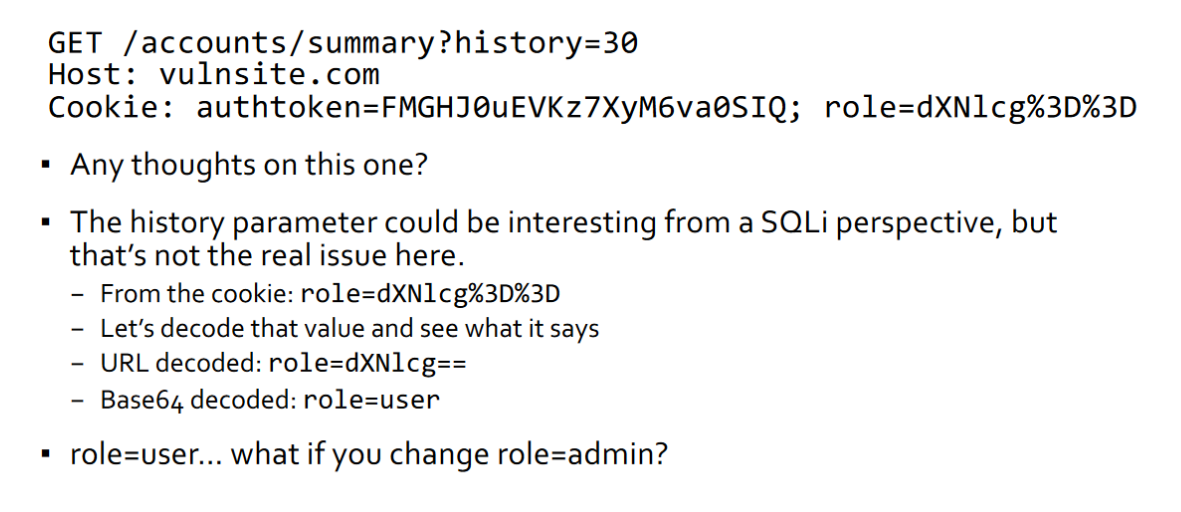 GET /accounts/summary?history=30
Host: vulnsite.com
Cookie: authtoken=FMGHJ0uEVKz7XyM6va0SIQ; role=dXNlcg%3D%3D
▪ Any thoughts on this one?
▪ The history parameter could be interesting from a SQLi perspective, but
that’s not the real issue here.
– From the cookie: role=dXNlcg%3D%3D
– Let’s decode that value and see what it says
– URL decoded: role=dXNlcg==
– Base64 decoded: role=user
▪ role=user... what if you change role=admin?